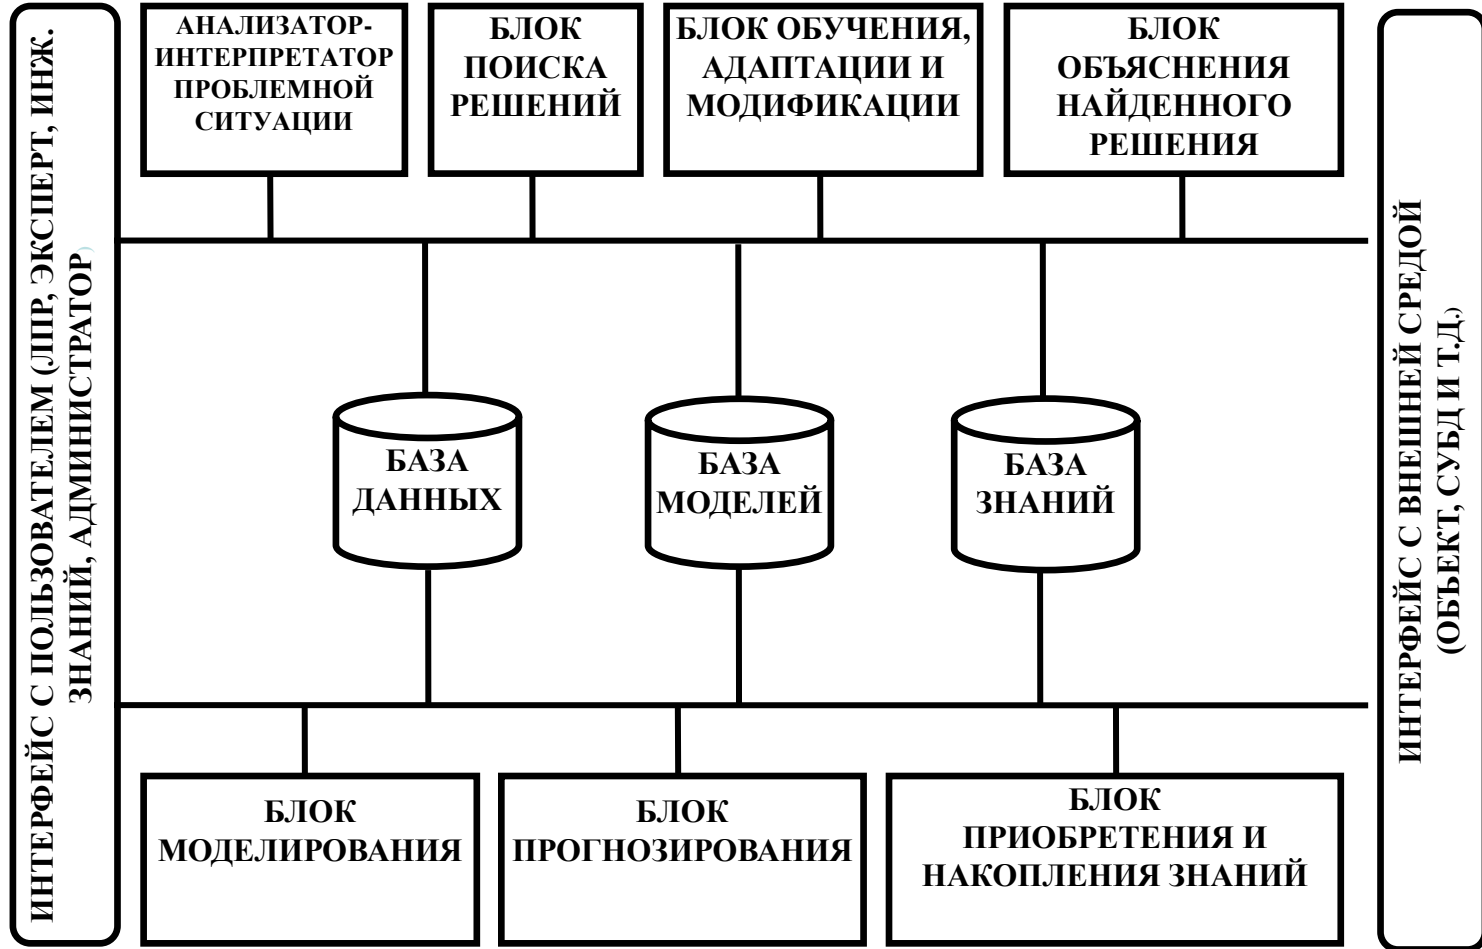 ИНТЕРФЕЙС С ПОЛЬЗОВАТЕЛЕМ (ЛПР, ЭКСПЕРТ, ИНЖ.
ЗНАНИЙ, АДМИНИСТРАТОР)
АНАЛИЗАТОР-
ИНТЕРПРЕТАТОР
ПРОБЛЕМНОЙ
СИТУАЦИИ
БЛОК
ПОИСКА
РЕШЕНИЙ
БЛОК ОБУЧЕНИЯ,
АДАПТАЦИИ И
МОДИФИКАЦИИ
БЛОК
ОБЪЯСНЕНИЯ
НАЙДЕННОГО
РЕШЕНИЯ
БАЗА
ДАННЫХ
БАЗА
МОДЕЛЕЙ
БАЗА
ЗНАНИЙ
БЛОК
МОДЕЛИРОВАНИЯ
БЛОК
ПРОГНОЗИРОВАНИЯ
БЛОК
ПРИОБРЕТЕНИЯ И
НАКОПЛЕНИЯ ЗНАНИЙ
ИНТЕРФЕЙС С ВНЕШНЕЙ СРЕДОЙ
(ОБЪЕКТ, СУБД И Т.Д.)